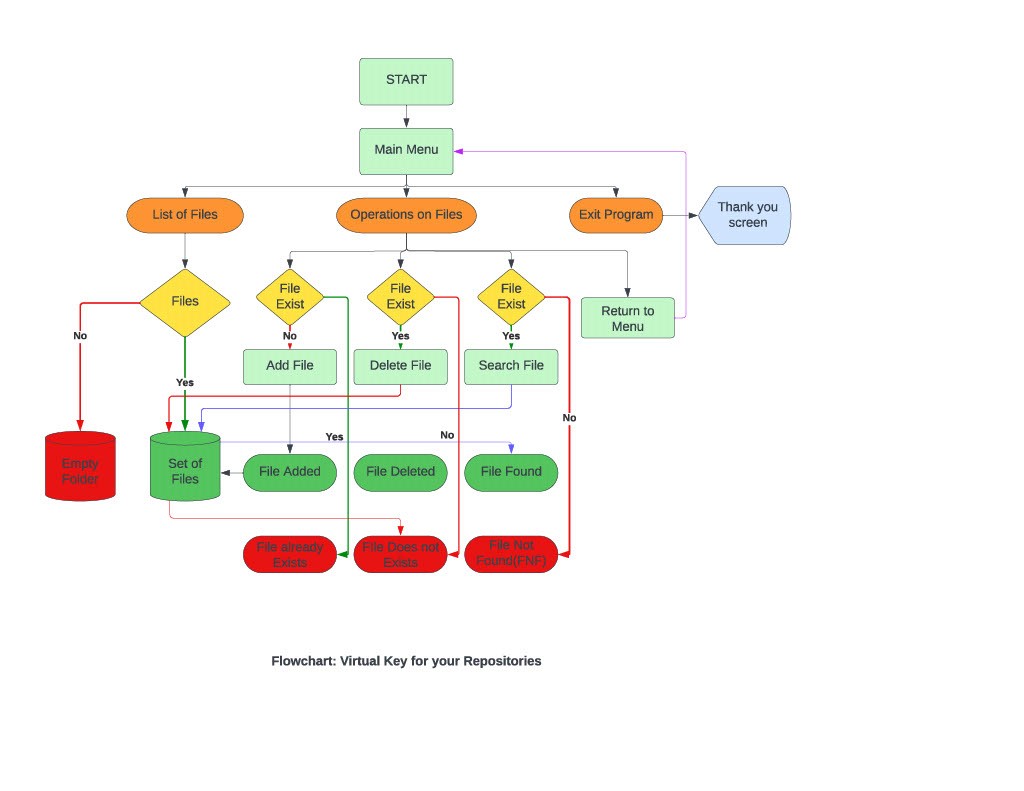 START
Main Menu
List of Files
Operations on Files
Exit Program
Thank you
screen
Files
File
Exist
File
Exist
File
Exist
Return to
Menu
No
No
Yes
Yes
Add File
Delete File
Search File
Yes
No
Yes
No
Empty
Folder
Set of
Files
File Added
File Deleted
File Found
File already
Exists
File Does not
Exists
File Not
Found(FNF)
Flowchart: Virtual Key for your Repositories